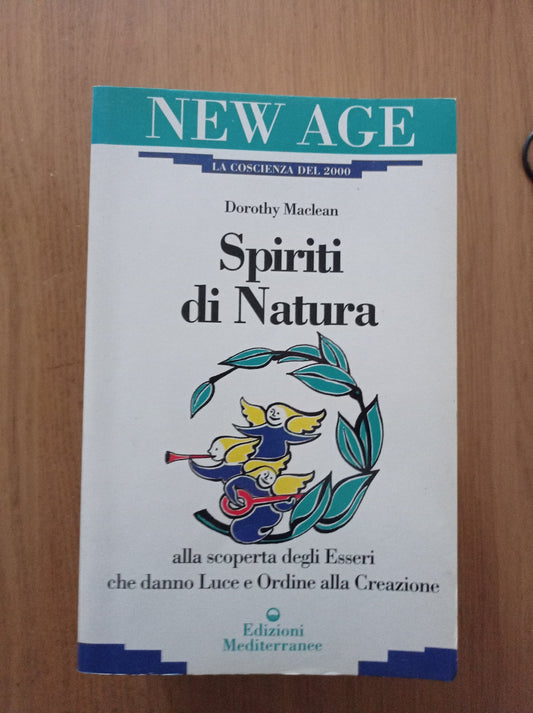 NEW AGE
LA COSCIENZA DEL 2000
Dorothy Maclean
Spiriti
di Natura
alla scoperta degli Esseri
che danno Luce e Ordine alla Creazione
Edizioni
Mediterranee